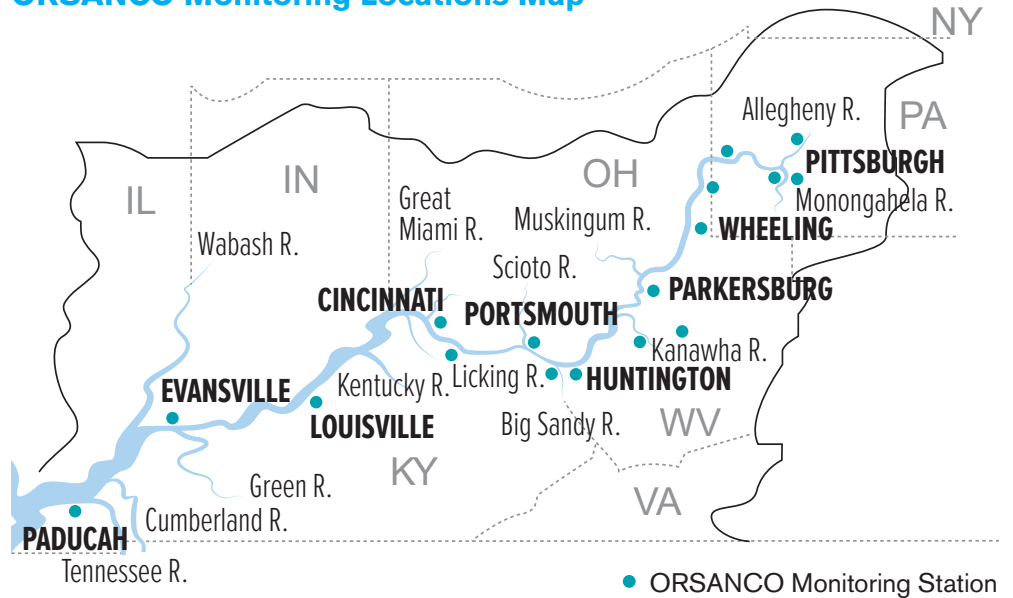 ORSANCO Monitoring Locations Map
NY
Allegheny R.
PA
PITTSBURGH
Monongahela R.
OH
IN
IL
Great
Miami R.
Muskingum R.
WHEELING
Wabash R.
Scioto R.
CINCINNATI
PORTSMOUTH
PARKERSBURG
Kanawha R.
Kentucky R.
Licking R.
HUNTINGTON
EVANSVILLE
LOUISVILLE
Big Sandy R.
WV
KY
Green R.
VA
Cumberland R.
PADUCAH
Tennessee R.
ORSANCO Monitoring Station